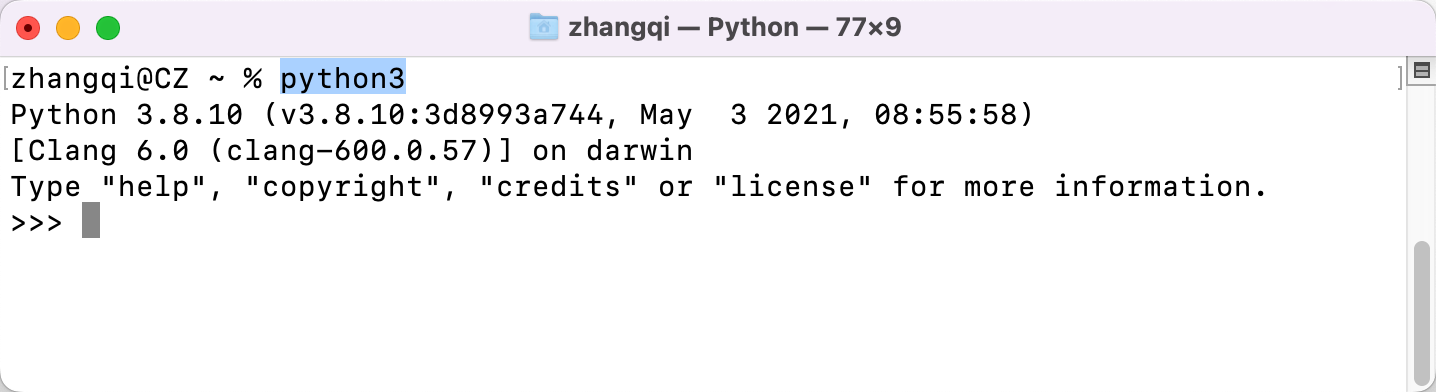 zhangqi — Python — 77×9
[zhangqi@CZ ~ % python3 ]
Python 3.8.10 (v3.8.10:3d8993a744, May  3 2021, 08:55:58)
[Clang 6.0 (clang-600.0.57)] on darwin
Type "help", "copyright", "credits" or "license" for more information.
>>>